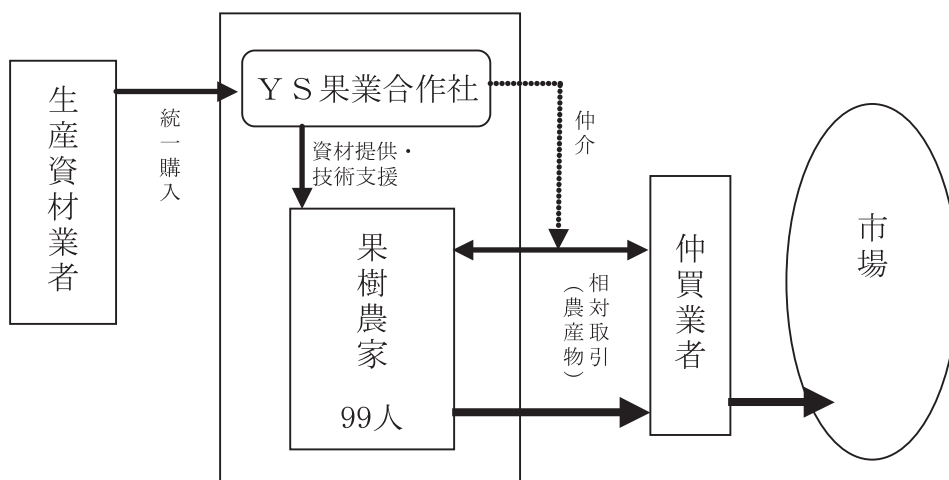 生産資材業者
統一購入
ＹＳ果業合作社
資材提供・
技術支援
果樹農家
99人
仲介
相対取引
（農産物）
仲買業者
市場